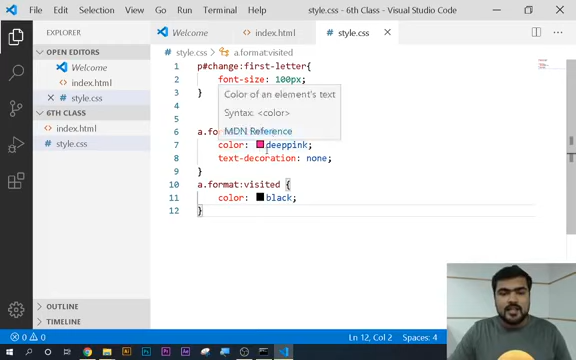 File Edit Selection View Go Run Terminal Help style.css - 6th Class - Visual Studio Code
EXPLORER
OPEN EDITORS
Welcome
index.html
style.css
6TH CLASS
index.html
style.css
OUTLINE
TIMELINE
Welcome index.html style.css
style.css a.format:visited
1 p#change:first-letter{
2 font-size: 100px;
3 }
4
5
Color of an element's text
Syntax: <color>
MDN Reference
6
7 color: deeppink;
8 text-decoration: none;
9 }
10 a.format:visited {
11 color: black;
12 }
0 0 Ln 12, Col 2 Spaces: 4